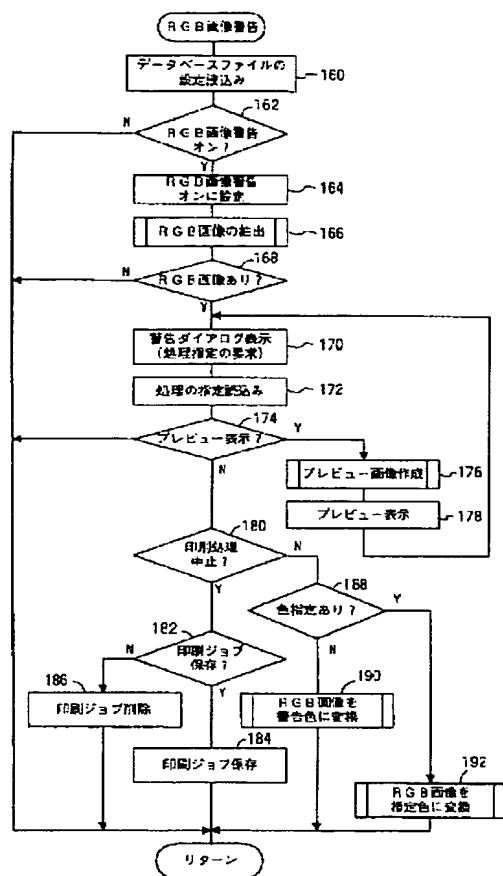 RGB画像警告
データベースファイルの
設定読込み
160
162
N
RGB画像警告
オン？
Y
RGB画像警告
オンに設定
164
RGB画像の抽出
166
168
N
RGB画像あり？
Y
警告ダイアログ表示
（処理指定の要求）
170
処理の指定読込み
172
174
プレビュー表示？
Y
N
プレビュー画像作成
176
プレビュー表示
178
180
印刷処理
中止？
N
Y
188
色指定あり？
Y
N
182
N
印刷ジョブ
保存？
Y
186
印刷ジョブ削除
190
RGB画像を
警告色に変換
184
印刷ジョブ保存
192
RGB画像を
指定色に変換
リターン